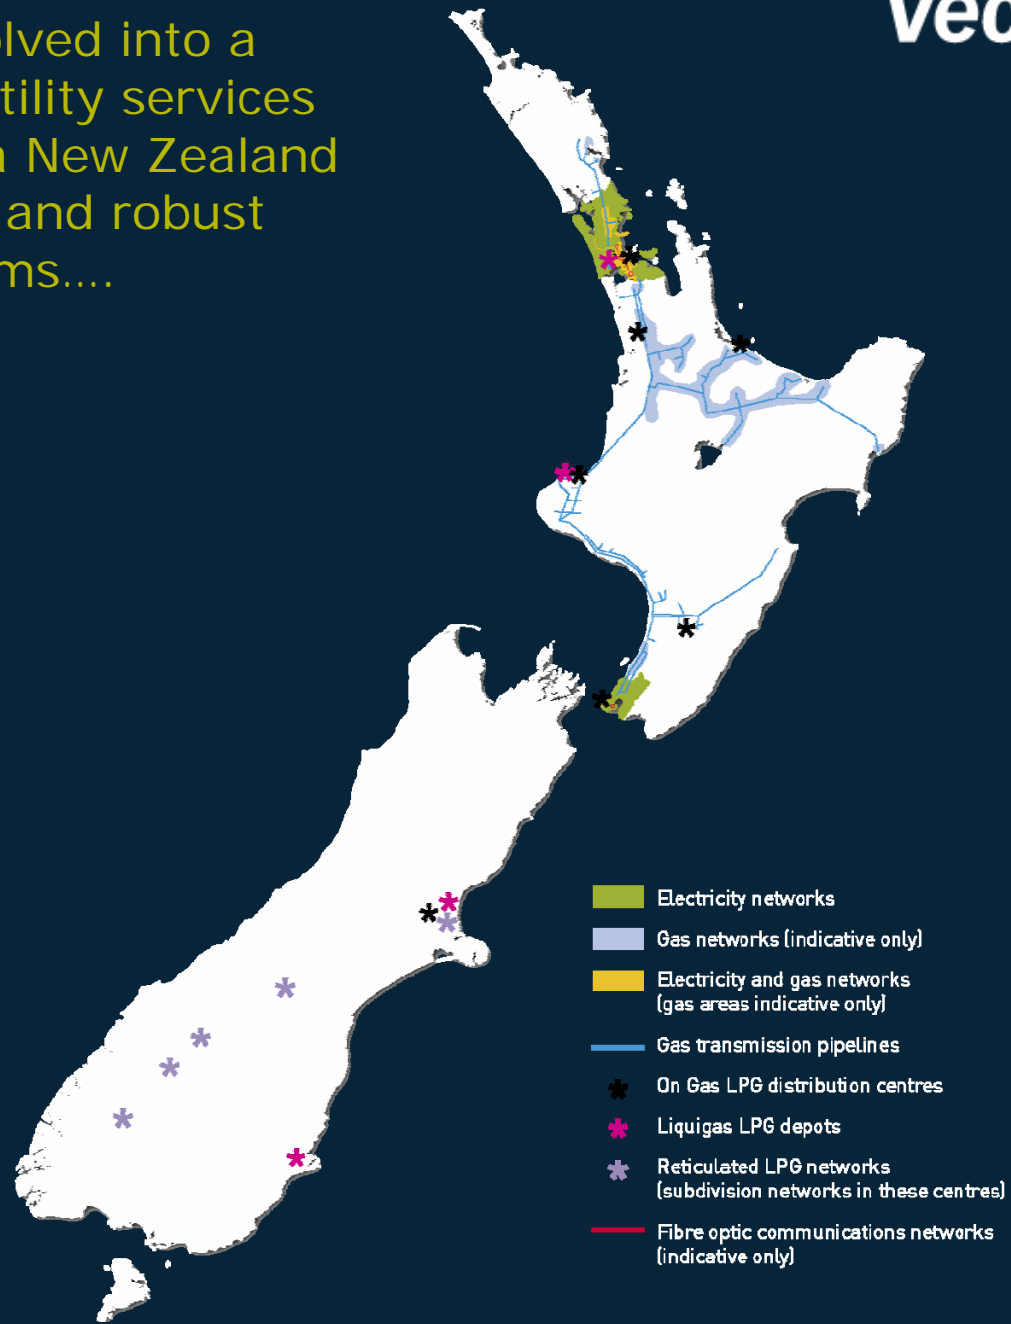 olved into a
tility services
New Zealand
and robust
ms....
vec
Electricity networks
Gas networks (indicative only)
Electricity and gas networks
(gas areas indicative only)
Gas transmission pipelines
On Gas LPG distribution centres
Liquigas LPG depots
Reticulated LPG networks
(subdivision networks in these centres)
Fibre optic communications networks
(indicative only)